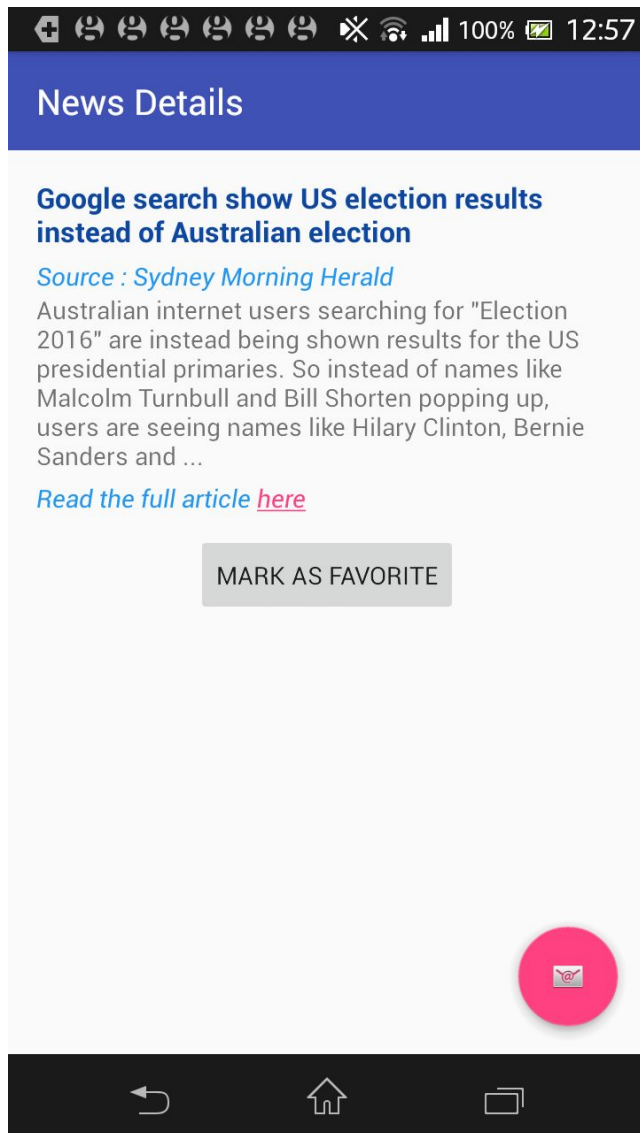 100% 12:57
News Details
Google search show US election results
instead of Australian election
Source : Sydney Morning Herald
Australian internet users searching for "Election
2016" are instead being shown results for the US
presidential primaries. So instead of names like
Malcolm Turnbull and Bill Shorten popping up,
users are seeing names like Hilary Clinton, Bernie
Sanders and ...
Read the full article here
MARK AS FAVORITE
@